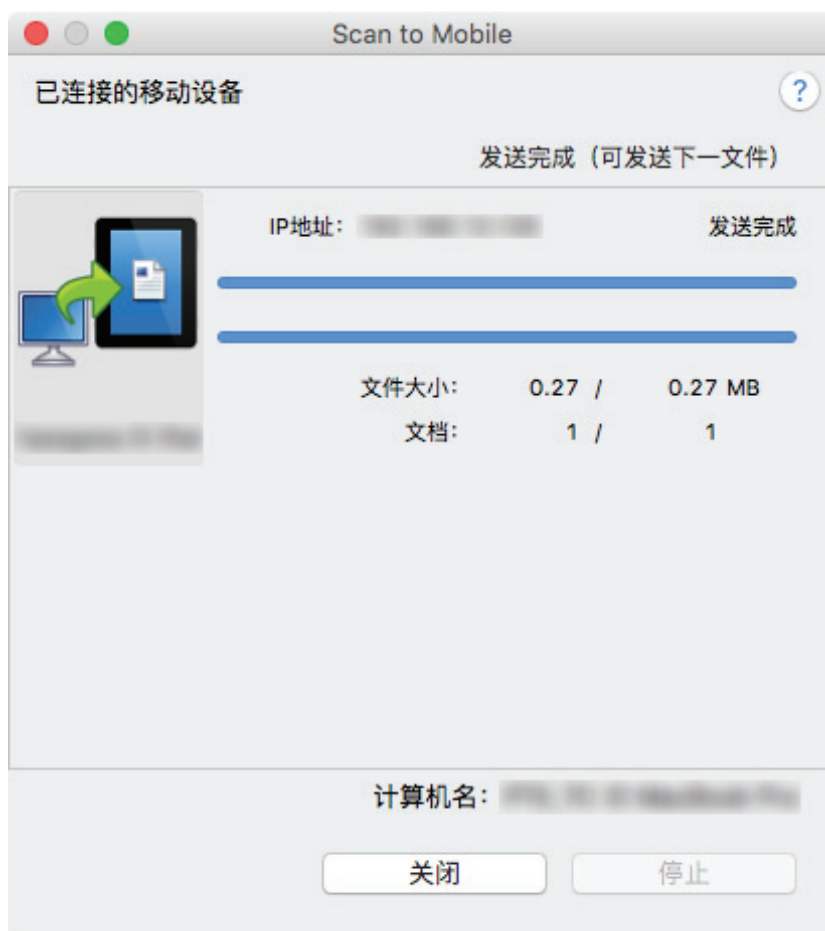 Scan to Mobile
已连接的移动设备
?
发送完成（可发送下一文件）
IP地址： 发送完成
文件大小： 0.27 / 0.27 MB
文档： 1 / 1
计算机名：
关闭 停止